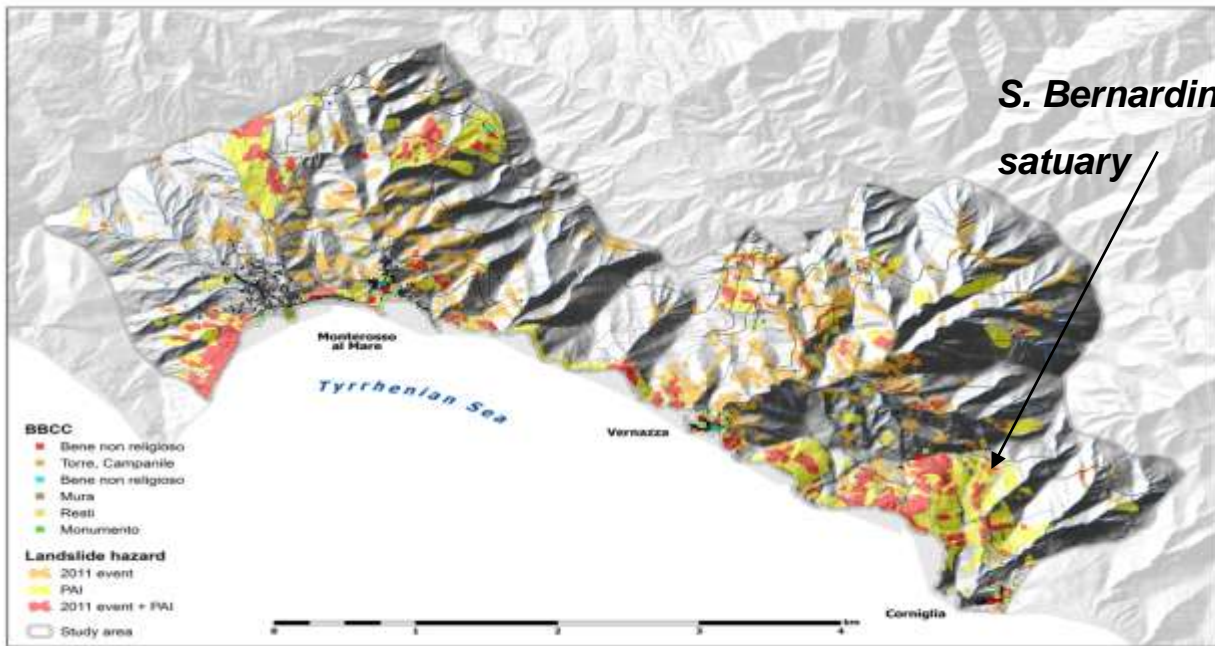 S. Bernardin
satuary
Monterosso
al Mare
Tyrrhenian Sea
Vernazza
Corniglia
BBCC
Bene non religioso
Torre, Campanile
Bene non religioso
Mura
Resti
Monumento
Landslide hazard
2011 event
PAI
2011 event + PAI
Study area
km
0 1 2 3 4